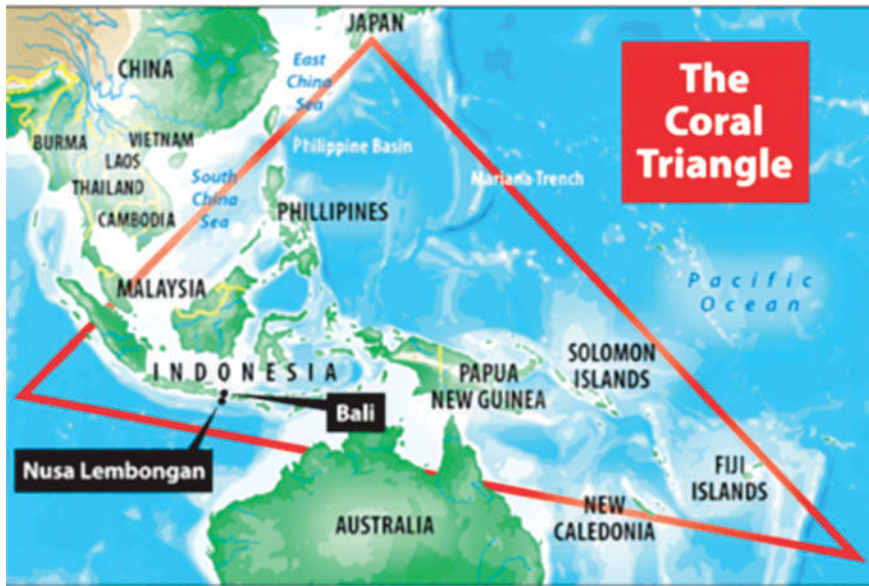 JAPAN
The
Coral
Triangle
East
China
Sea
CHINA
BURMA
VIETNAM
LAOS
THAILAND
CAMBODIA
South
China
Sea
Philippine Basin
Mariana Trench
PHILLIPINES
Pacific
Ocean
MALAYSIA
INDONESIA
SOLOMON
ISLANDS
PAPUA
NEW GUINEA
Bali
Nusa Lembongan
FIJI
ISLANDS
NEW
CALEDONIA
AUSTRALIA